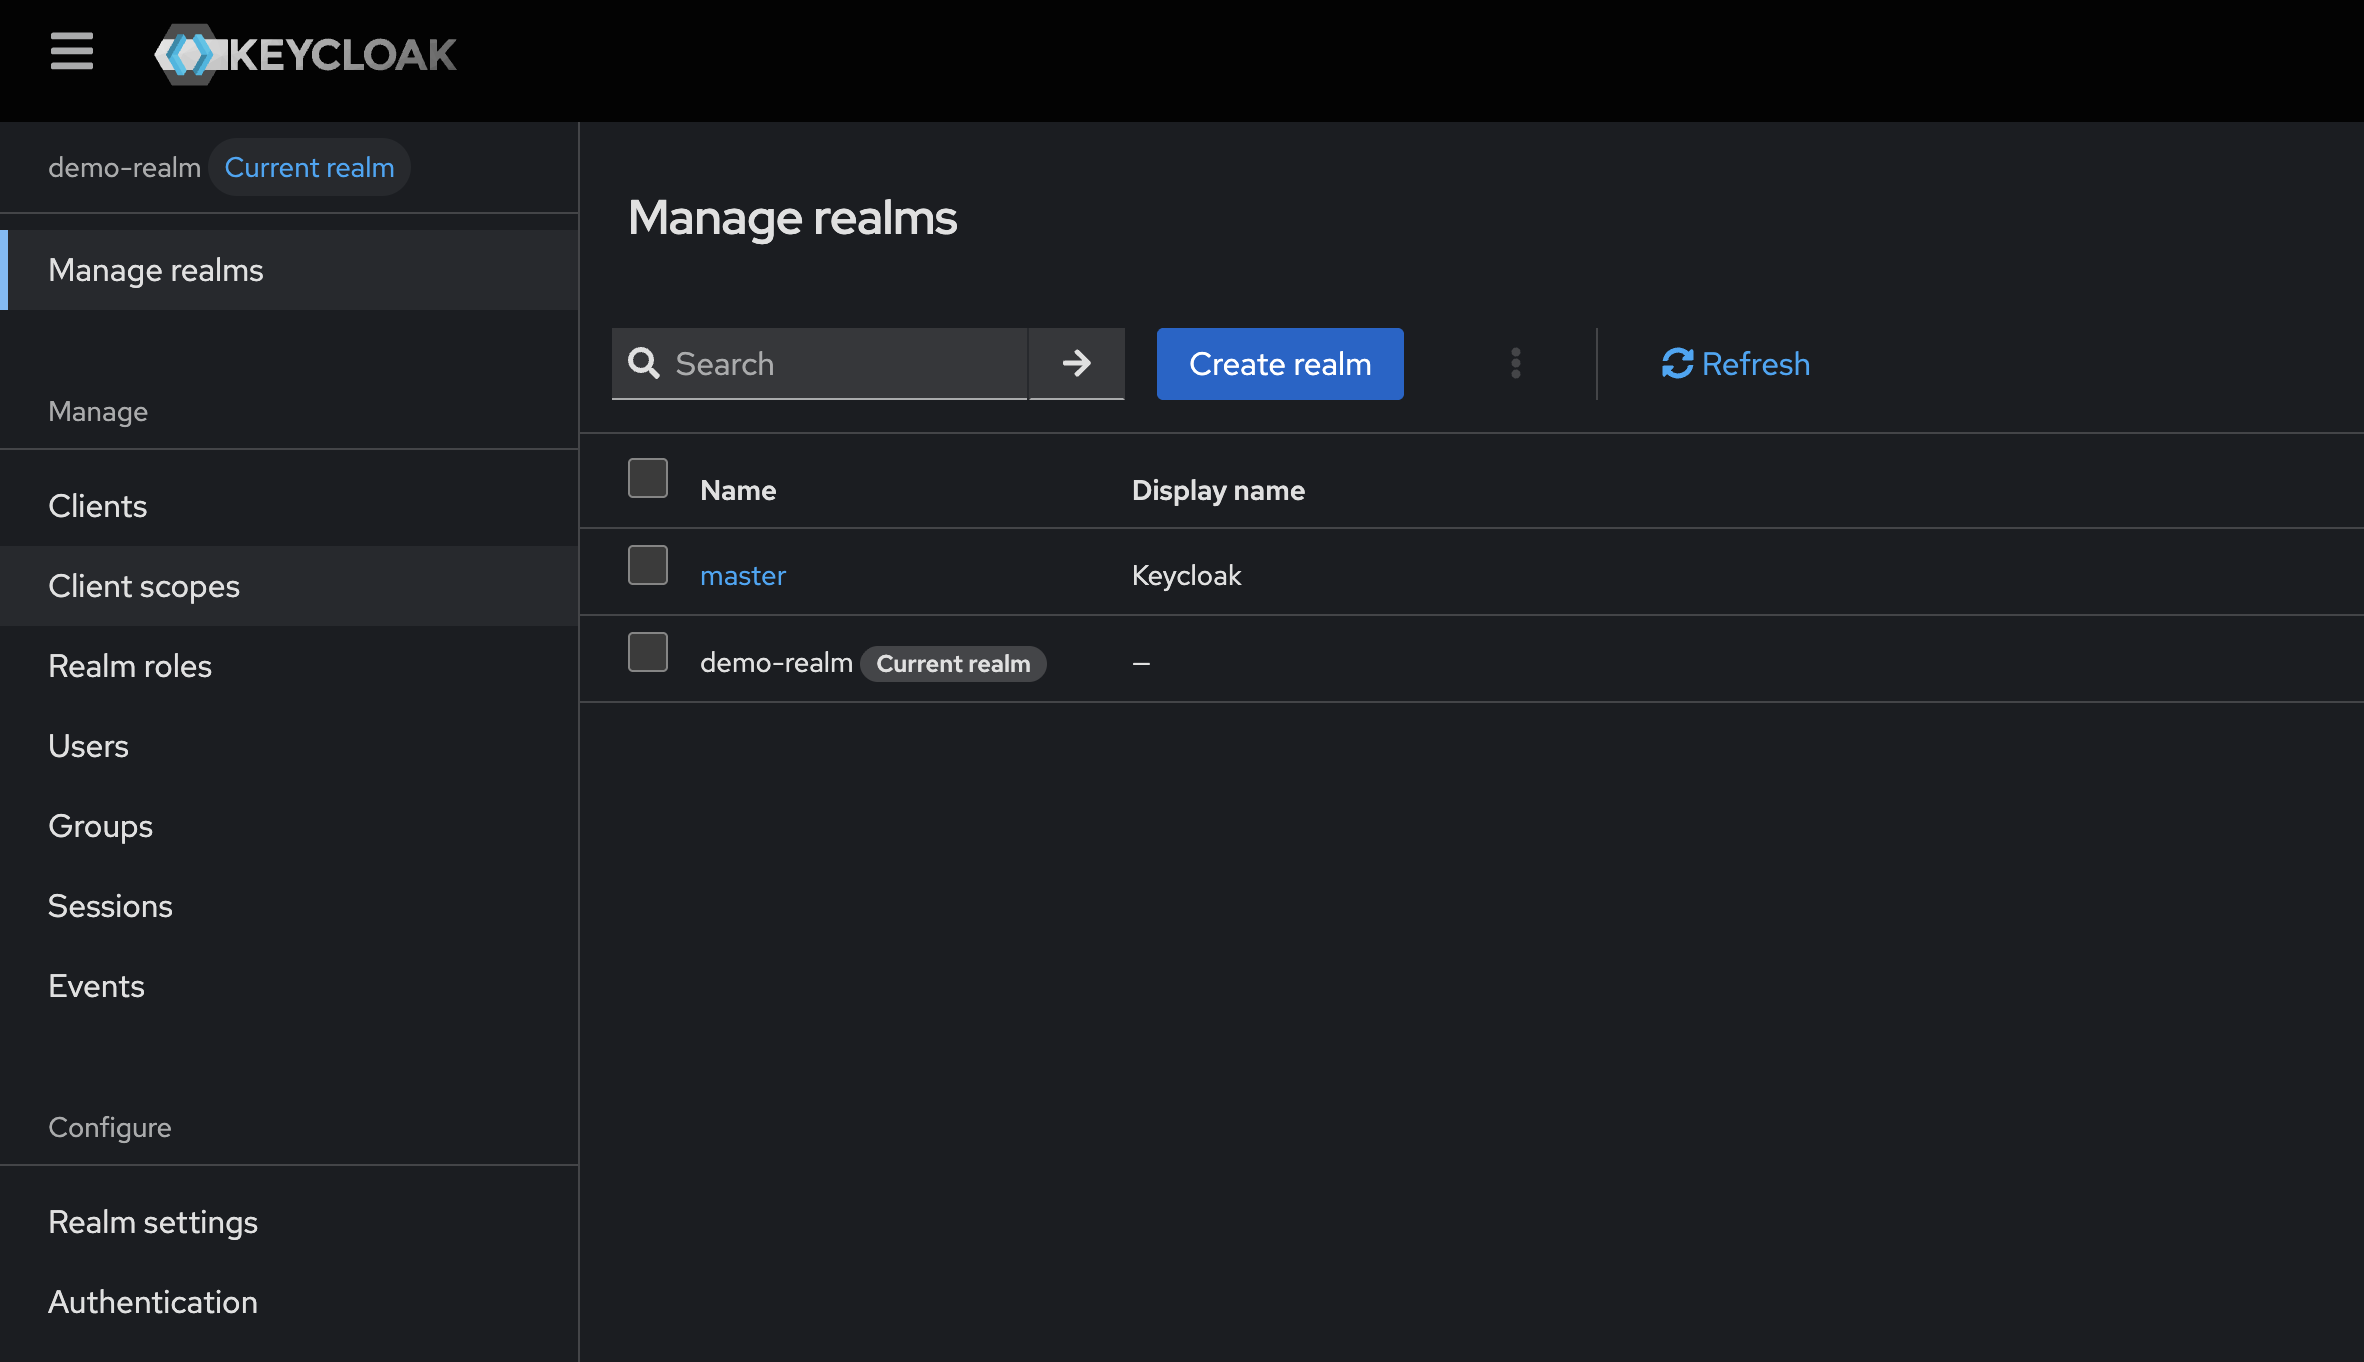 KEYCLOAK
demo-realm Current realm
Manage realms
Manage
Clients
Client scopes
Realm roles
Users
Groups
Sessions
Events
Configure
Realm settings
Authentication
Manage realms
Search
Create realm
Refresh
Name Display name
master Keycloak
demo-realm Current realm –